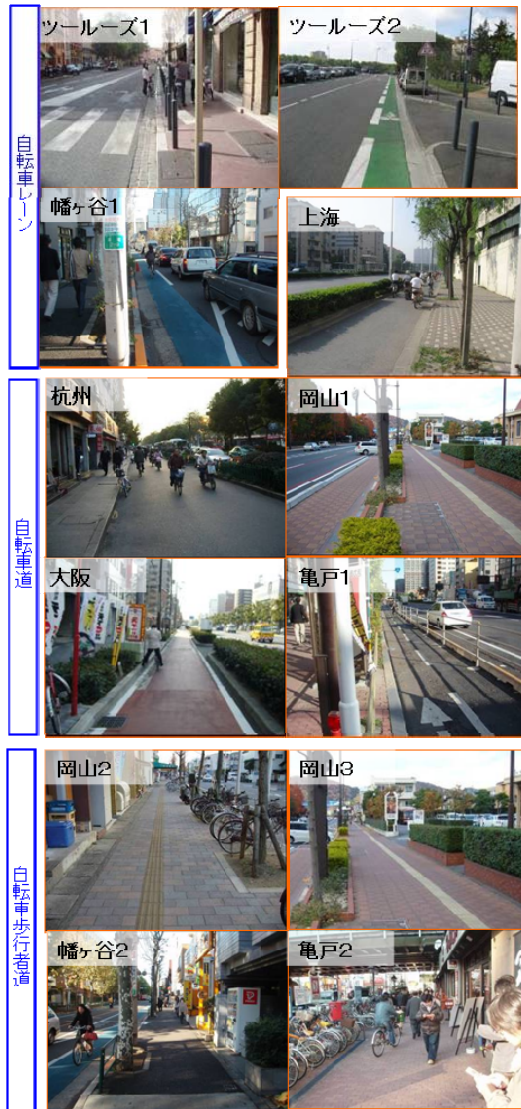 自転車レーン
ツールーズ1
ツールーズ2
幡ヶ谷1
上海
自転車道
杭州
岡山1
大阪
亀戸1
自転車歩行者道
岡山2
岡山3
幡ヶ谷2
亀戸2